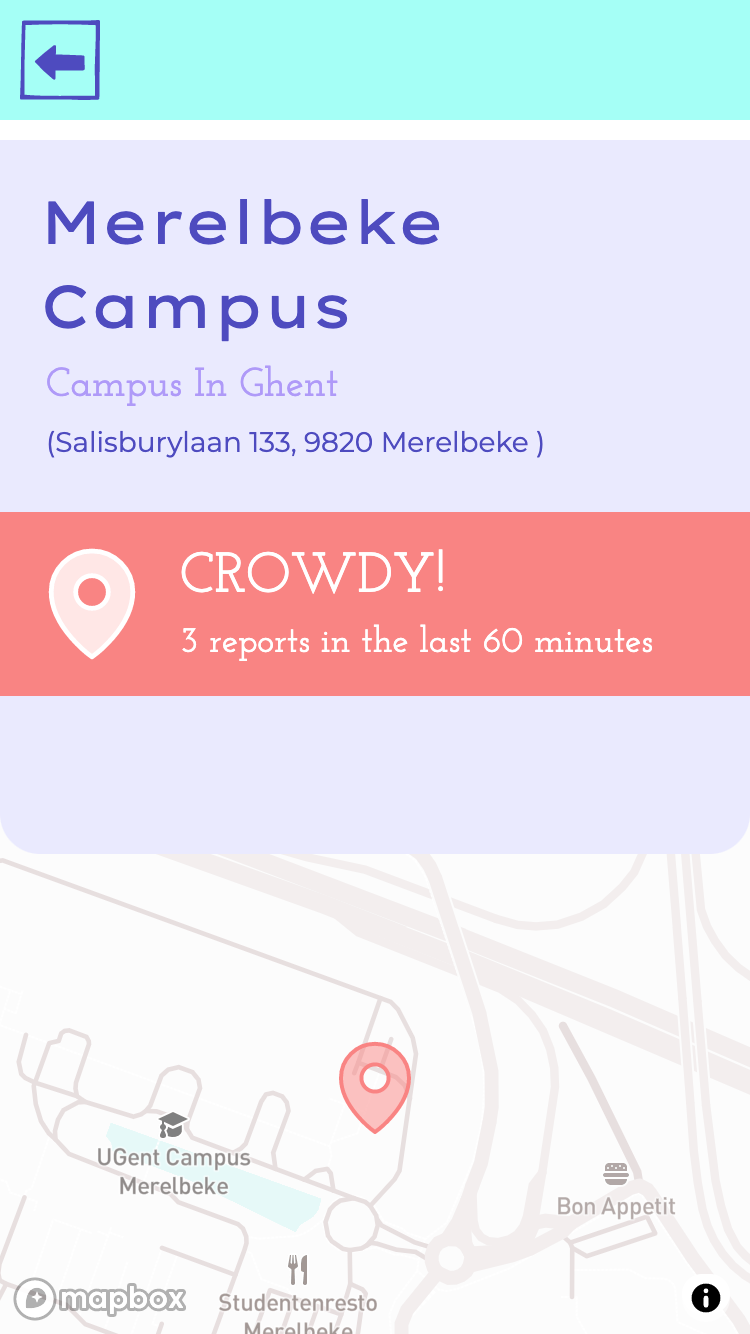 Merelbeke
Campus
Campus In Ghent
(Salisburylaan 133, 9820 Merelbeke )
CROWDY!
3 reports in the last 60 minutes
UGent Campus
Merelbeke
Bon Appetit
Studentenresto
Merelbeke
mapbox